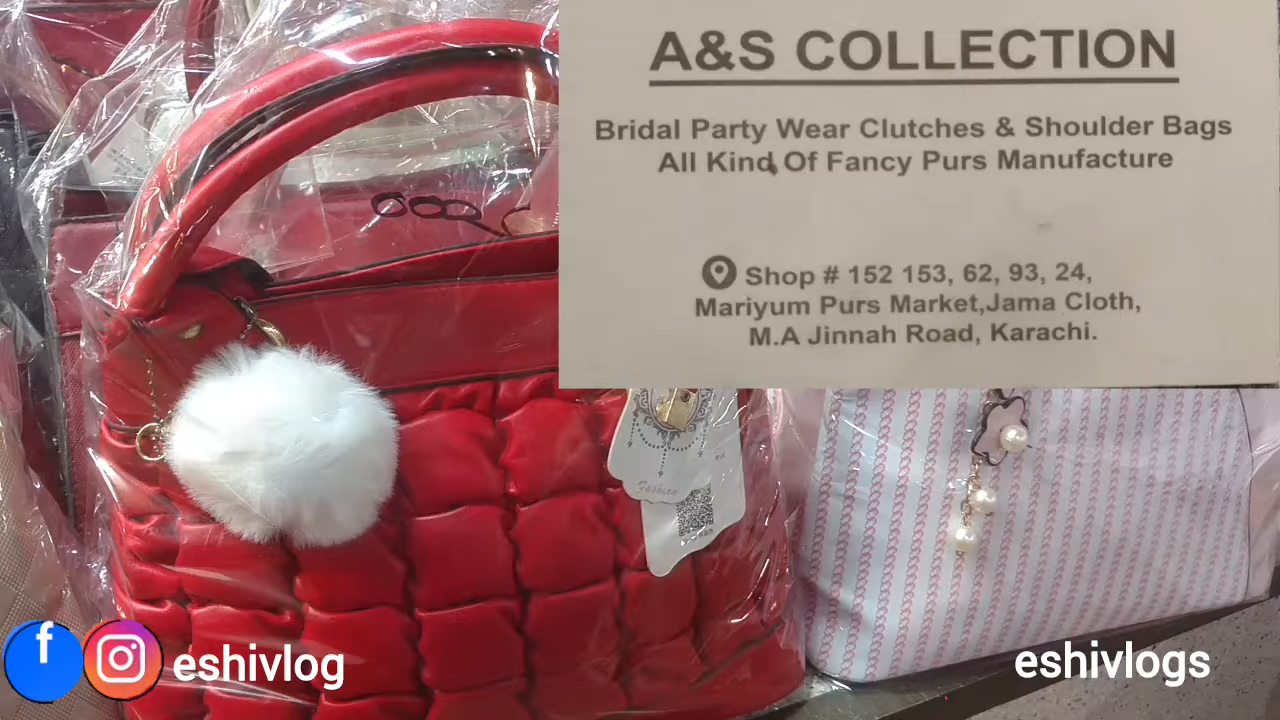 A&S COLLECTION
Bridal Party Wear Clutches & Shoulder Bags
All Kind Of Fancy Purs Manufacture
Shop # 152 153, 62, 93, 24,
Mariyum Purs Market,Jama Cloth,
M.A Jinnah Road, Karachi.
Fashion
f
eshivlog
eshivlogs